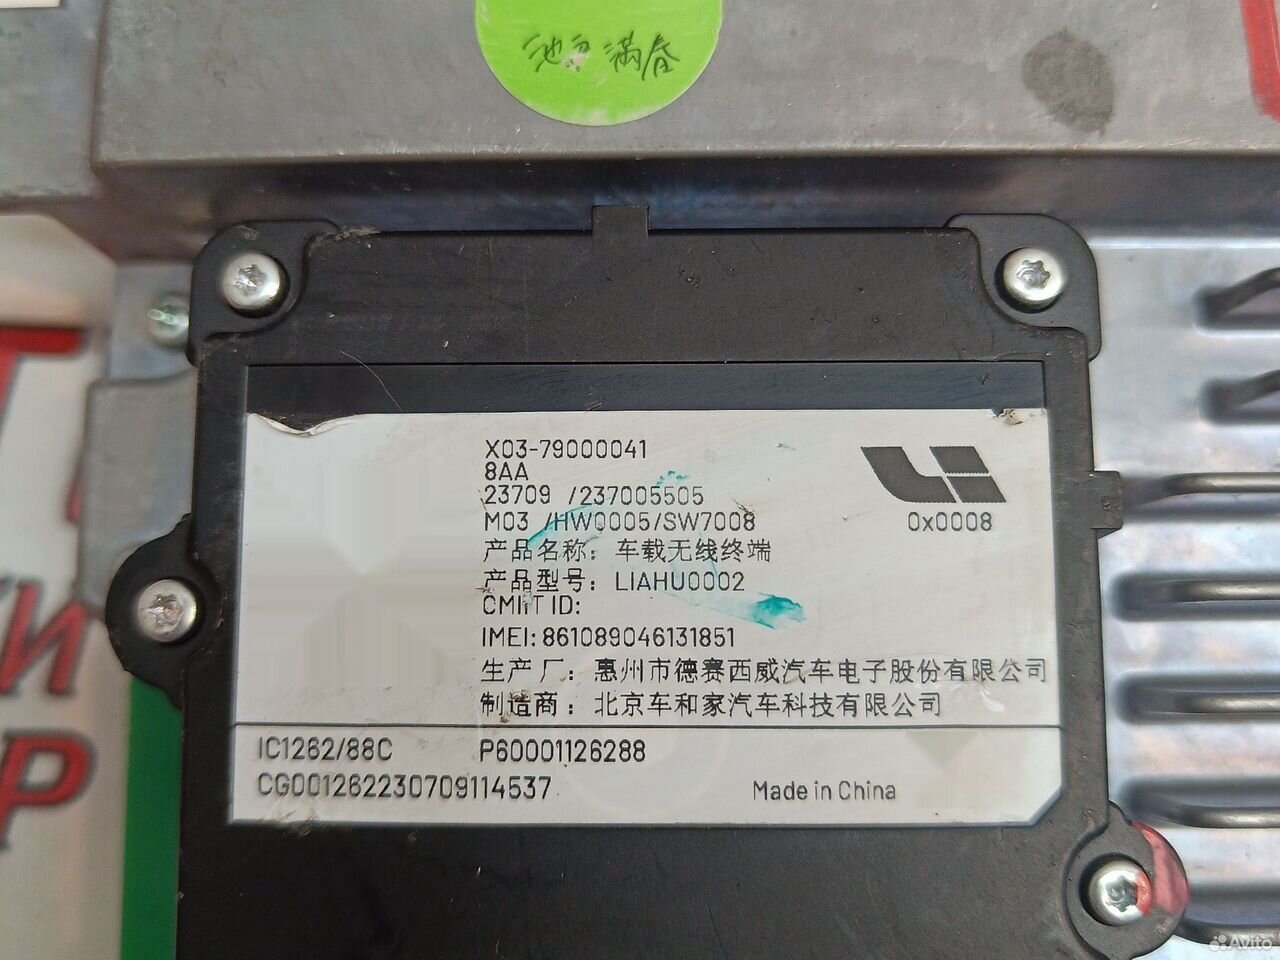 满
X03-79000041
8AA
23709 /237005505
M03 /HW0005/SW7008
0x0008
产品名称：车载无线终端
产品型号：LIAHU0002
CMIIT ID:
IMEI: 861089046131851
生产厂：惠州市德赛西威汽车电子股份有限公司
制造商：北京车和家汽车科技有限公司
IC1262/88C P60001126288
CG001262230709114537
Made in China
Т
КИ
Р
Avito